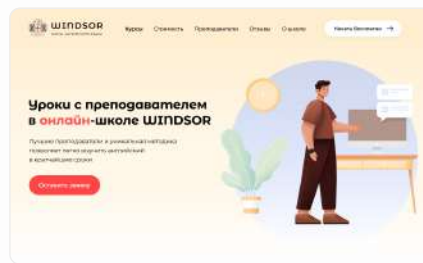 WINDSOR
Курсы Стоимость Преподаватели Отзывы О школе
Начать бесплатно
Уроки с преподавателем
в онлайн-школе WINDSOR
Лучшие преподаватели и уникальная методика
позволяет легко выучить английский
в кратчайшие сроки
Оставить заявку